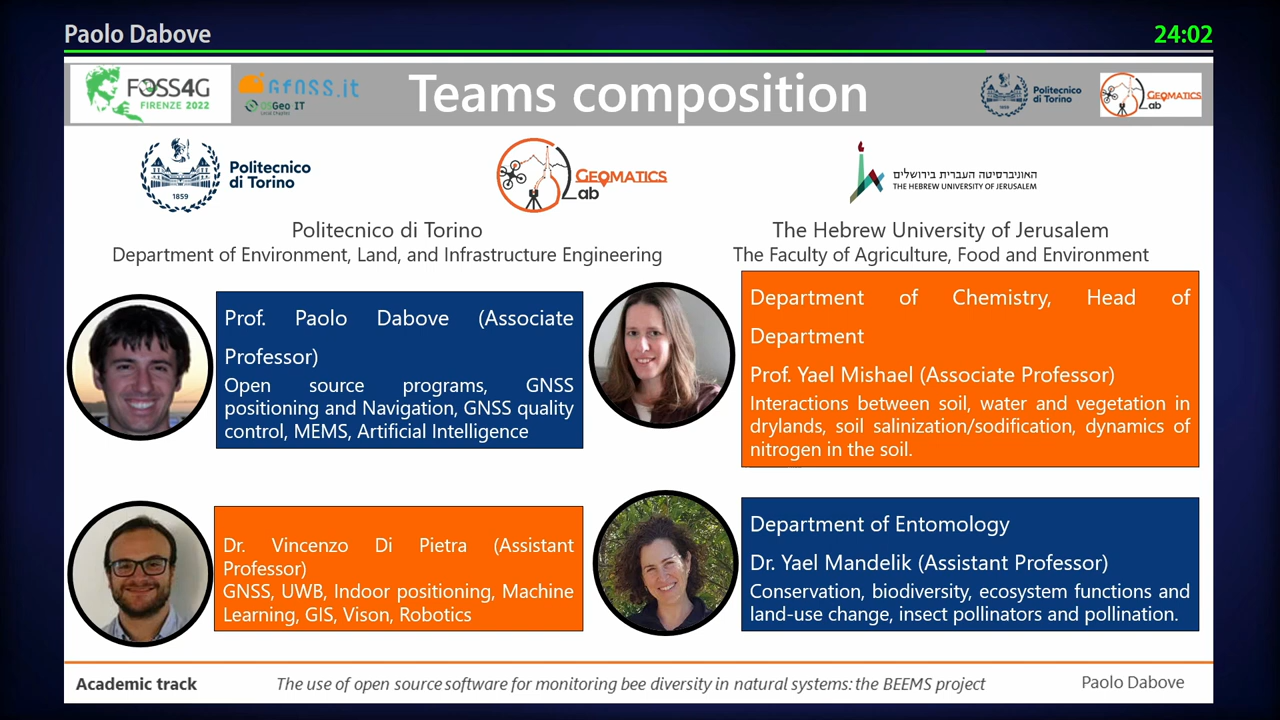 Paolo Dabove
24:02
FOSS4G
FIRENZE 2022
GFOSS.it
OSGeo IT
Teams composition
Politecnico
di Torino
1859
GEOMATICS
Lab
Politecnico
di Torino
1859
GEOMATICS
Lab
האוניברסיטה העברית בירושלים
THE HEBREW UNIVERSITY OF JERUSALEM
Politecnico di Torino
Department of Environment, Land, and Infrastructure Engineering
The Hebrew University of Jerusalem
The Faculty of Agriculture, Food and Environment
Prof. Paolo Dabove (Associate
Professor)
Open source programs, GNSS
positioning and Navigation, GNSS quality
control, MEMS, Artificial Intelligence
Department of Chemistry, Head of
Department
Prof. Yael Mishael (Associate Professor)
Interactions between soil, water and vegetation in
drylands, soil salinization/sodification, dynamics of
nitrogen in the soil.
Dr. Vincenzo Di Pietra (Assistant
Professor)
GNSS, UWB, Indoor positioning, Machine
Learning, GIS, Vison, Robotics
Department of Entomology
Dr. Yael Mandelik (Assistant Professor)
Conservation, biodiversity, ecosystem functions and
land-use change, insect pollinators and pollination.
Academic track
The use of open source software for monitoring bee diversity in natural systems: the BEEMS project
Paolo Dabove